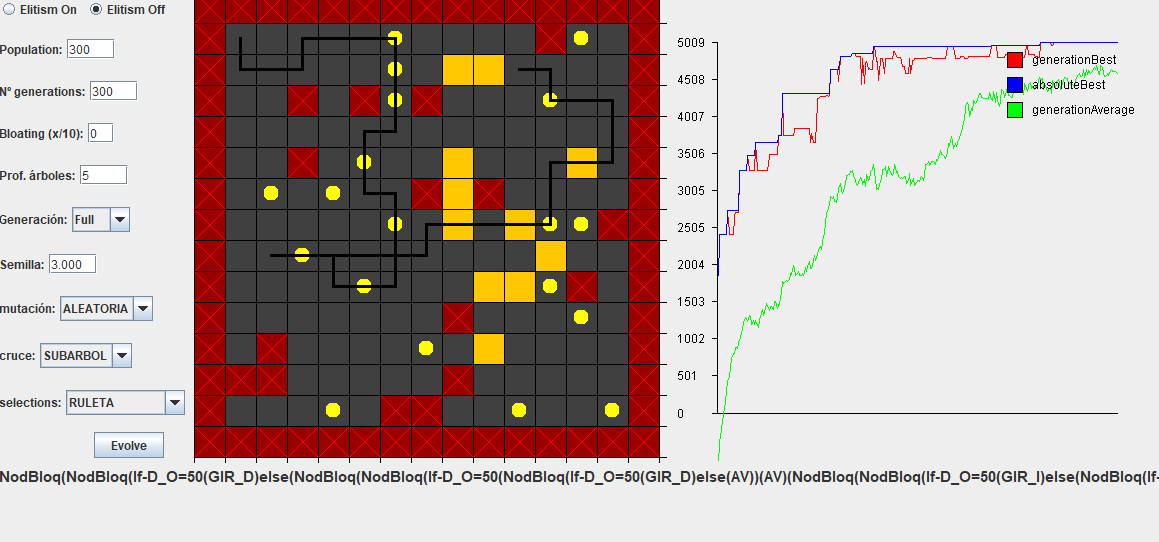 Elitism On Elitism Off
Population: 300
Nº generations: 300
Bloating (x/10): 0
Prof. árboles: 5
Generación: Full
Semilla: 3.000
mutación: ALEATORIA
cruce: SUBARBOL
selections: RULETA
Evolve
5009
4508
4007
3506
3005
2505
2004
1503
1002
501
0
generationBest
absoluteBest
generationAverage
NodBloq(NodBloq(If-D_O=50(GIR_D)else(NodBloq(NodBloq(If-D_O=50(NodBloq(If-D_O=50(GIR_D)else(AV))(AV)(NodBloq(NodBloq(If-D_O=50(GIR_I)else(NodBloq(If-